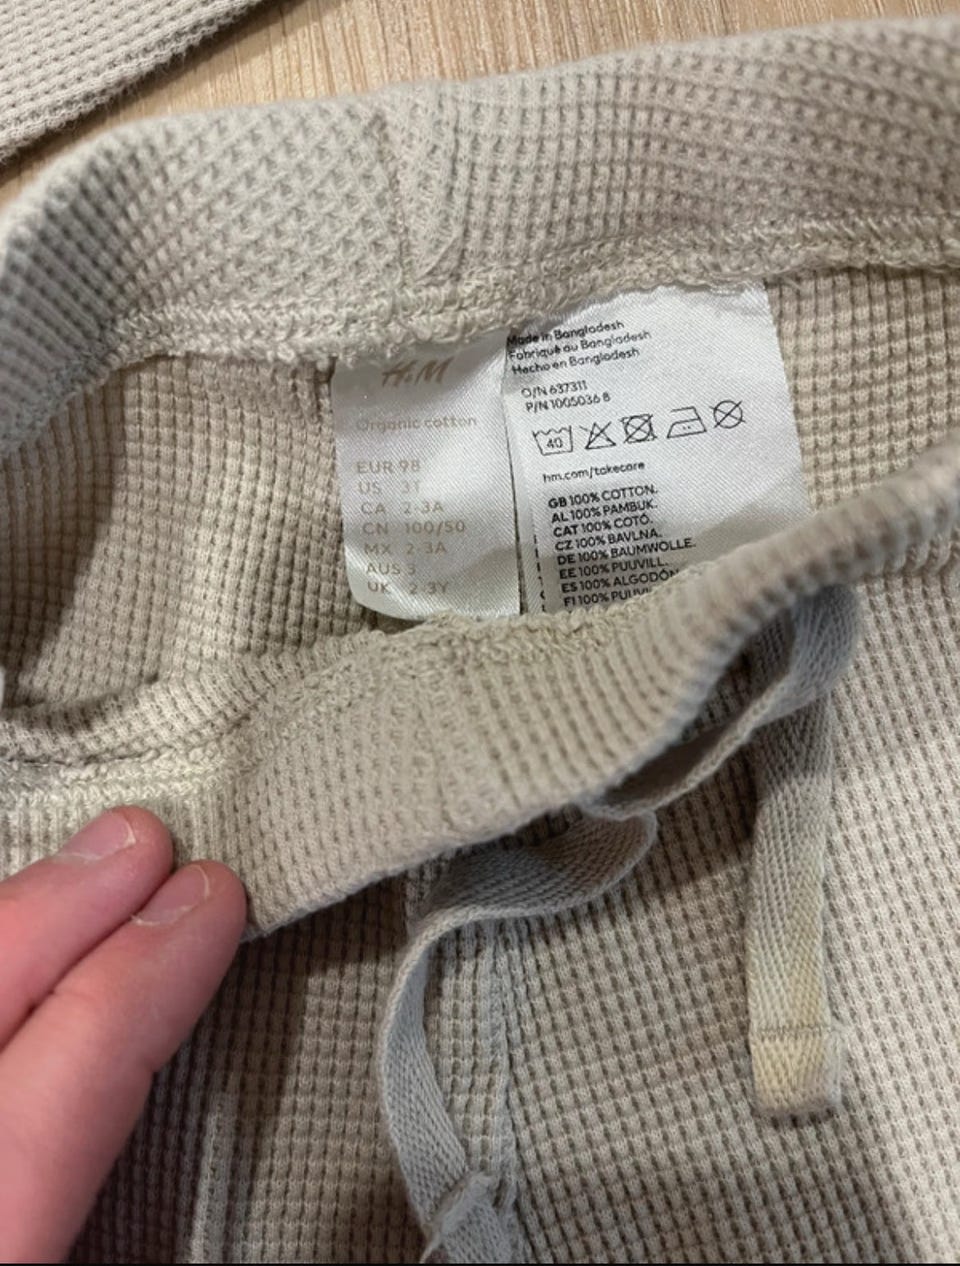 H&M
Organic cotton
EUR 98
US 3T
CA 2-3A
CN 100/50
MX 2-3A
AUS 3
UK 2-3Y
Made in Bangladesh
Fabriqué au Bangladesh
Hecho en Bangladesh
O/N 637311
P/N 1005036 8
40
hm.com/takecare
GB 100% COTTON.
AL 100% PAMBUK.
CAT 100% COTÓ.
CZ 100% BAVLNA.
DE 100% BAUMWOLLE.
EE 100% PUUVILL.
ES 100% ALGODÓN
FI 100%